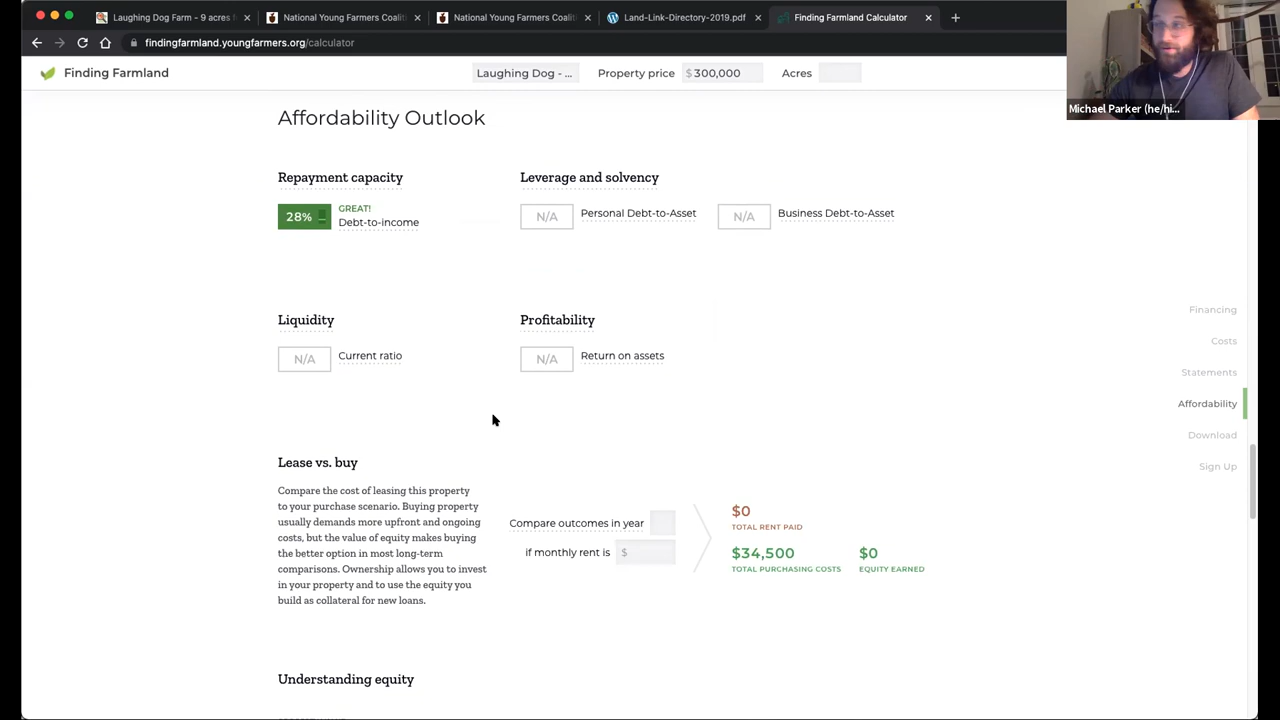 Laughing Dog Farm - 9 acres f
National Young Farmers Coalit
National Young Farmers Coalit
Land-Link-Directory-2019.pdf
Finding Farmland Calculator
findingfarmland.youngfarmers.org/calculator
Finding Farmland
Laughing Dog - ...
Property price
$ 300,000
Acres
Michael Parker (he/hi...
Affordability Outlook
Repayment capacity
28%
GREAT!
Debt-to-income
Leverage and solvency
N/A
Personal Debt-to-Asset
N/A
Business Debt-to-Asset
Liquidity
N/A
Current ratio
Profitability
N/A
Return on assets
Financing
Costs
Statements
Affordability
Download
Sign Up
Lease vs. buy
Compare the cost of leasing this property
to your purchase scenario. Buying property
usually demands more upfront and ongoing
costs, but the value of equity makes buying
the better option in most long-term
comparisons. Ownership allows you to invest
in your property and to use the equity you
build as collateral for new loans.
Compare outcomes in year
if monthly rent is $
$0
TOTAL RENT PAID
$34,500
TOTAL PURCHASING COSTS
$0
EQUITY EARNED
Understanding equity